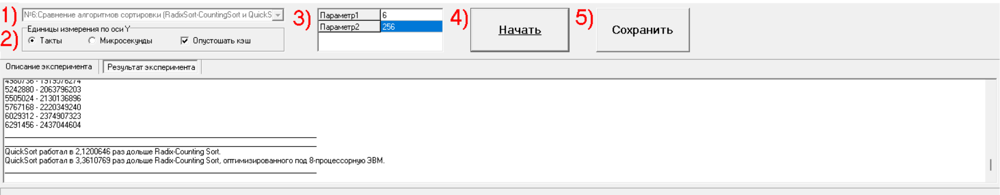 1)
№6:Сравнение алгоритмов сортировки (RadixSort-CountingSort и QuickS
2)
Единицы измерения по оси Y
Такты
Микросекунды
Опустошать кэш
3)
Параметр1 6
Параметр2 256
4)
Начать
5)
Сохранить
Описание эксперимента
Результат эксперимента
4980736 - 1919576274
5242880 - 2063796203
5505024 - 2130136896
5767168 - 2220349240
6029312 - 2374907323
6291456 - 2437044604
QuickSort работал в 2,1200646 раз дольше Radix-Counting Sort.
QuickSort работал в 3,3610769 раз дольше Radix-Counting Sort, оптимизированного под 8-процессорную ЭВМ.